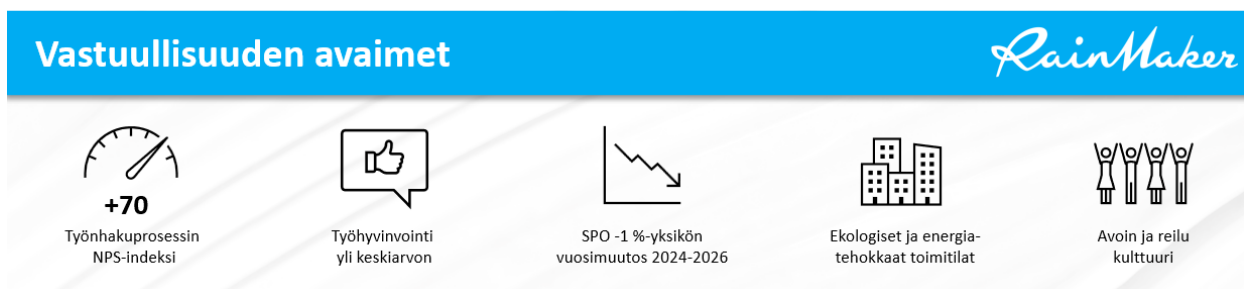 Vastuullisuuden avaimet
RainMaker
+70
Työnhakuprosessin
NPS-indeksi
Työhyvinvointi
yli keskiarvon
SPO -1 %-yksikön
vuosimuutos 2024-2026
Ekologiset ja energia-
tehokkaat toimitilat
Avoin ja reilu
kulttuuri